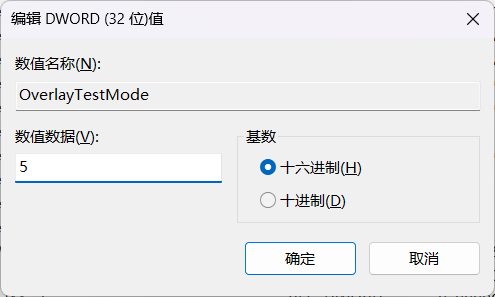 编辑 DWORD (32 位)值
数值名称(N):
OverlayTestMode
数值数据(V):
5
基数
十六进制(H)
十进制(D)
确定
取消